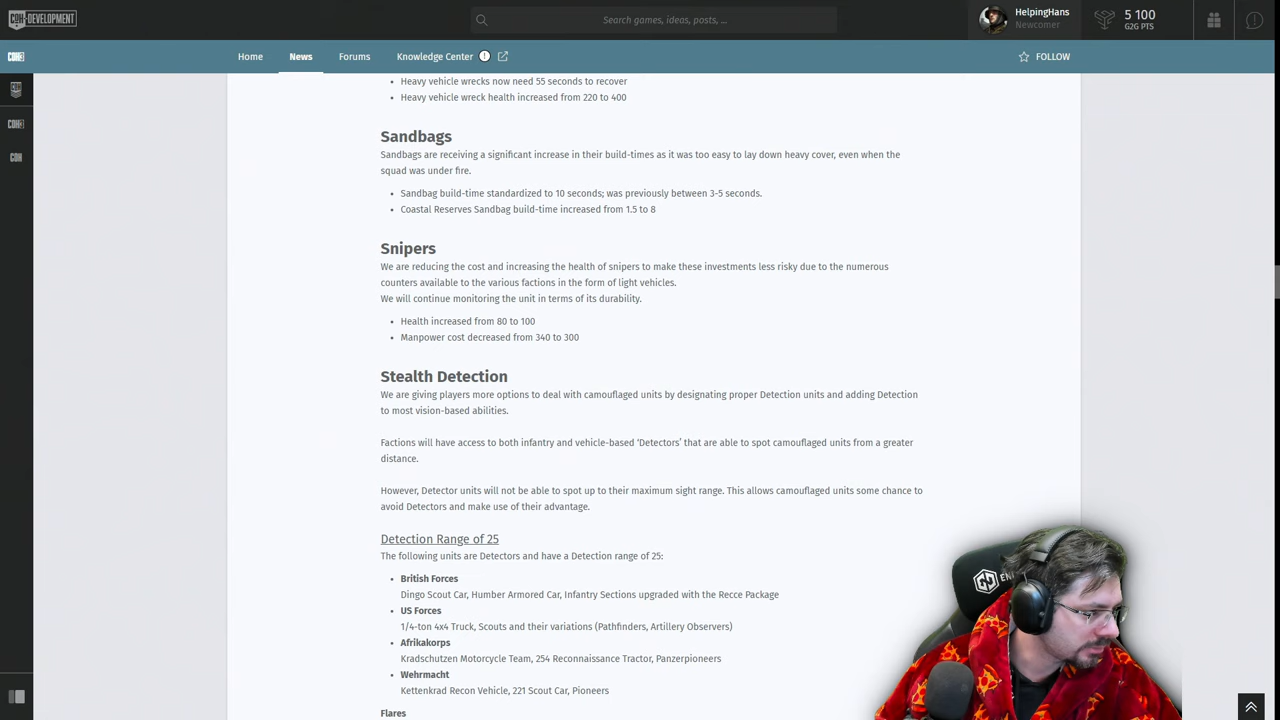 COH-DEVELOPMENT
Search games, ideas, posts, ...
HelpingHans
Newcomer
5 100
G2G PTS
Home
News
Forums
Knowledge Center
FOLLOW
Heavy vehicle wrecks now need 55 seconds to recover
Heavy vehicle wreck health increased from 220 to 400
Sandbags
Sandbags are receiving a significant increase in their build-times as it was too easy to lay down heavy cover, even when the
squad was under fire.
Sandbag build-time standardized to 10 seconds; was previously between 3-5 seconds.
Coastal Reserves Sandbag build-time increased from 1.5 to 8
Snipers
We are reducing the cost and increasing the health of snipers to make these investments less risky due to the numerous
counters available to the various factions in the form of light vehicles.
We will continue monitoring the unit in terms of its durability.
Health increased from 80 to 100
Manpower cost decreased from 340 to 300
Stealth Detection
We are giving players more options to deal with camouflaged units by designating proper Detection units and adding Detection
to most vision-based abilities.
Factions will have access to both infantry and vehicle-based ‘Detectors’ that are able to spot camouflaged units from a greater
distance.
However, Detector units will not be able to spot up to their maximum sight range. This allows camouflaged units some chance to
avoid Detectors and make use of their advantage.
Detection Range of 25
The following units are Detectors and have a Detection range of 25:
British Forces
Dingo Scout Car, Humber Armored Car, Infantry Sections upgraded with the Recce Package
US Forces
1/4-ton 4x4 Truck, Scouts and their variations (Pathfinders, Artillery Observers)
Afrikakorps
Kradschutzen Motorcycle Team, 254 Reconnaissance Tractor, Panzerpioneers
Wehrmacht
Kettenkrad Recon Vehicle, 221 Scout Car, Pioneers
Flares